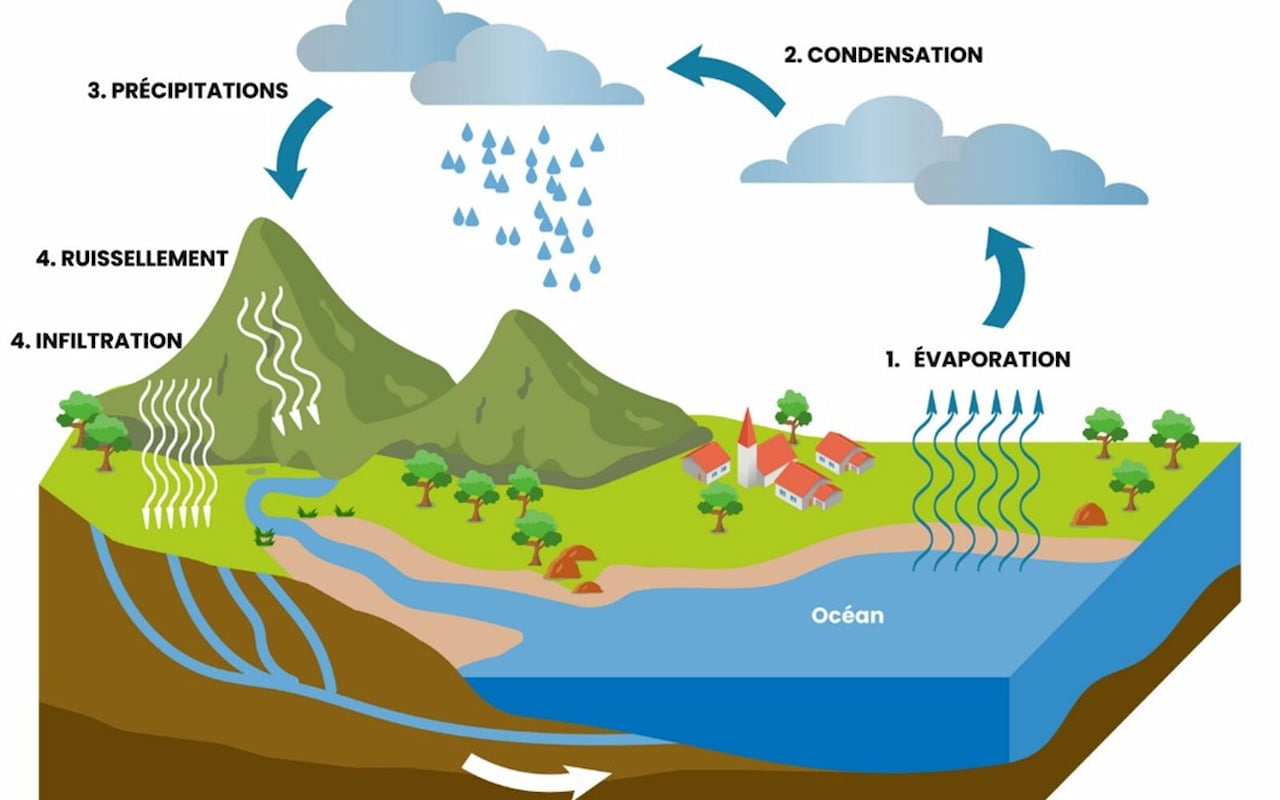 2. CONDENSATION
3. PRÉCIPITATIONS
4. RUISSELLEMENT
4. INFILTRATION
1. ÉVAPORATION
Océan